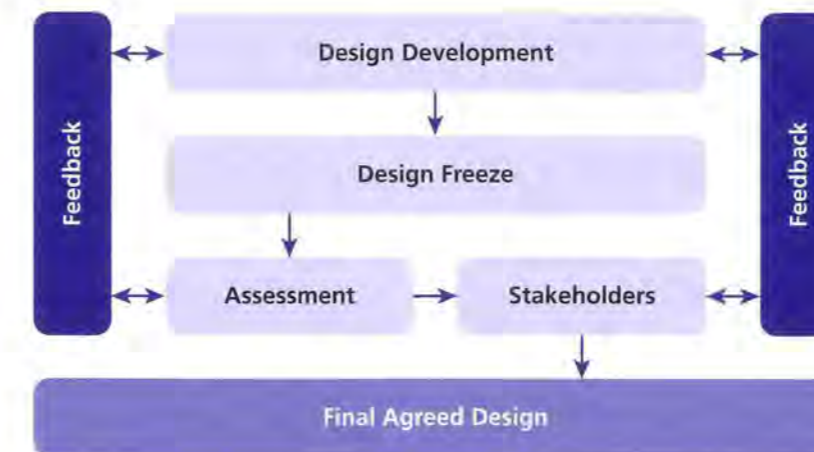 Design Development
Feedback
Feedback
Design Freeze
Assessment
Stakeholders
Final Agreed Design